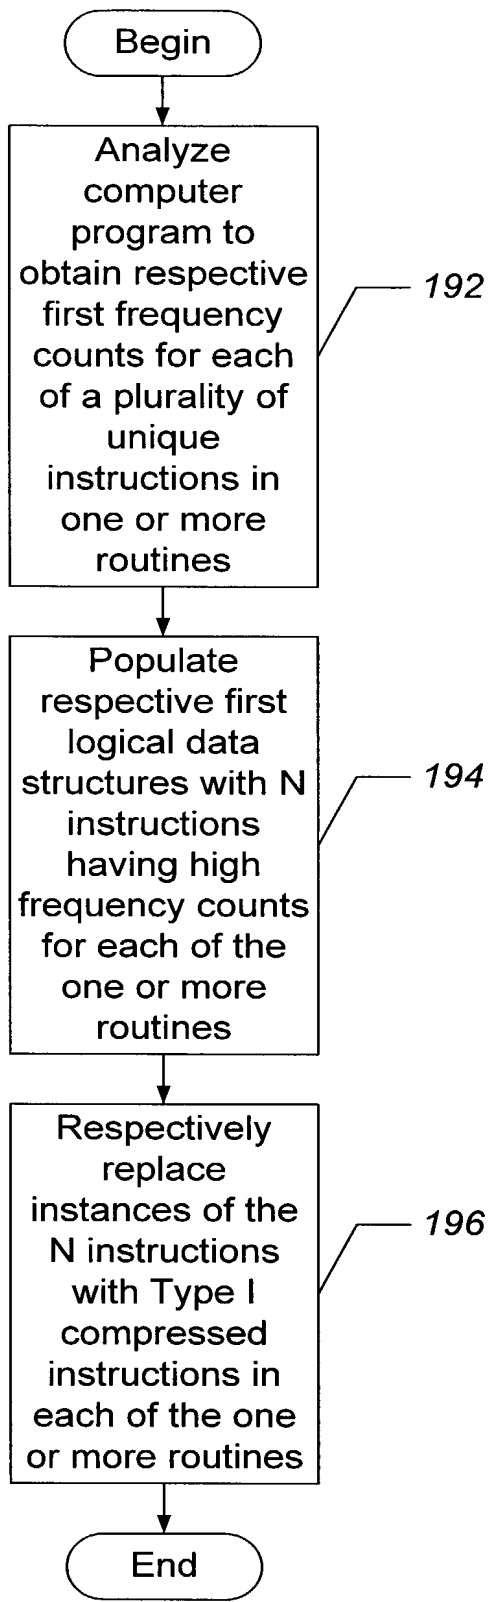 Begin
Analyze
computer
program to
obtain respective
first frequency
counts for each
of a plurality of
unique
instructions in
one or more
routines
192
Populate
respective first
logical data
structures with N
instructions
having high
frequency counts
for each of the
one or more
routines
194
Respectively
replace
instances of the
N instructions
with Type I
compressed
instructions in
each of the one
or more routines
196
End